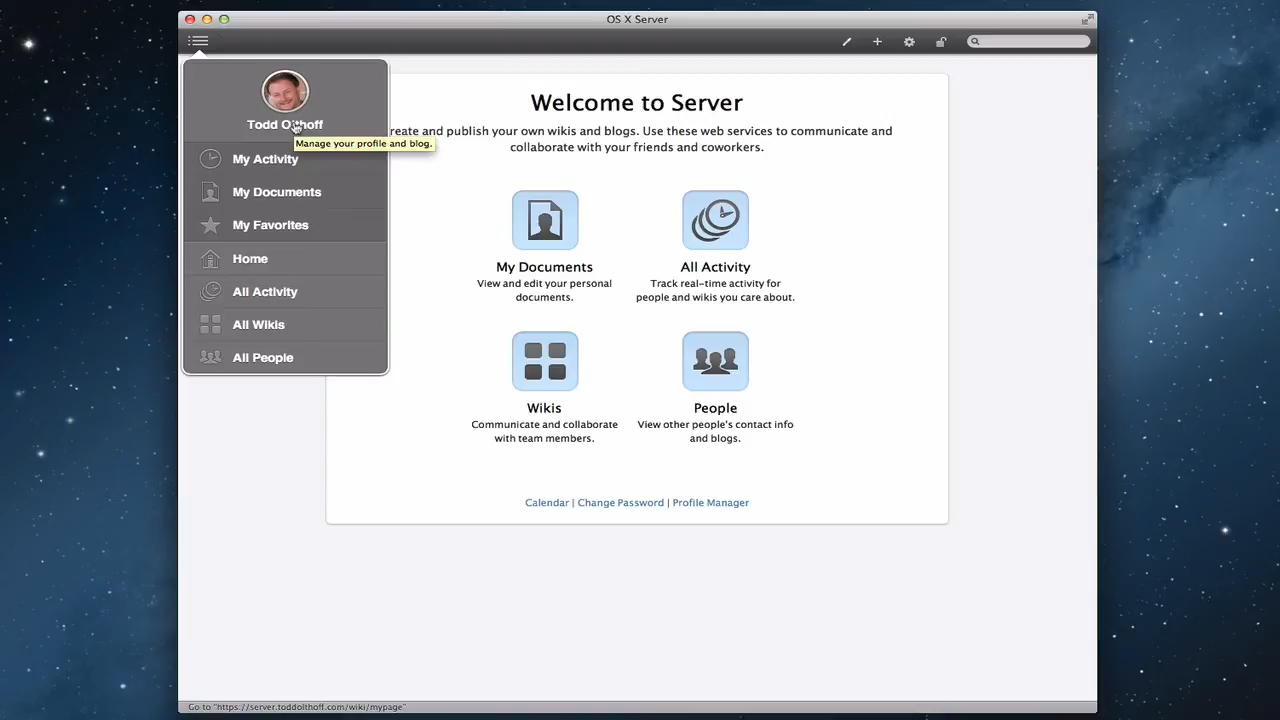 OS X Server
Todd Olthoff
Manage your profile and blog.
My Activity
My Documents
My Favorites
Home
All Activity
All Wikis
All People
Welcome to Server
reate and publish your own wikis and blogs. Use these web services to communicate and
collaborate with your friends and coworkers.
My Documents
View and edit your personal
documents.
All Activity
Track real-time activity for
people and wikis you care about.
Wikis
Communicate and collaborate
with team members.
People
View other people's contact info
and blogs.
Calendar | Change Password | Profile Manager
Go to "https://server.toddolthoff.com/wiki/mypage"